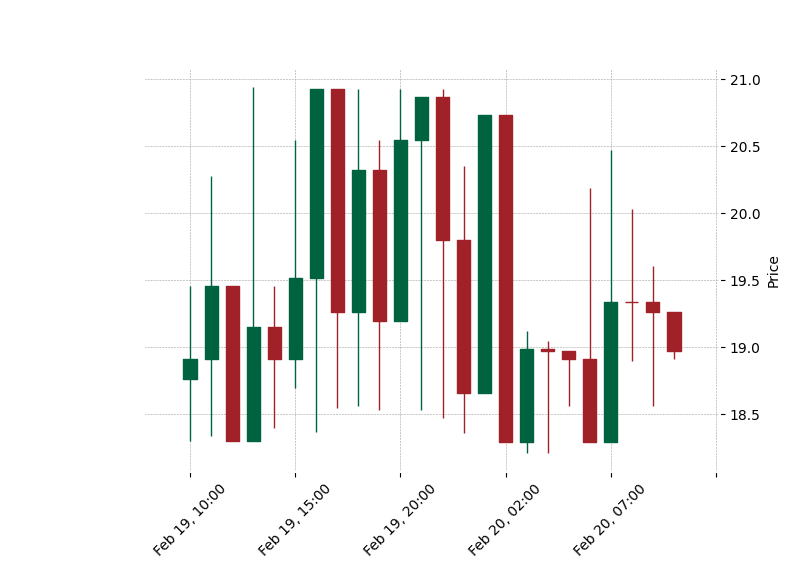 21.0
20.5
20.0
19.5
19.0
18.5
Price
Feb 19, 10:00
Feb 19, 15:00
Feb 19, 20:00
Feb 20, 02:00
Feb 20, 07:00